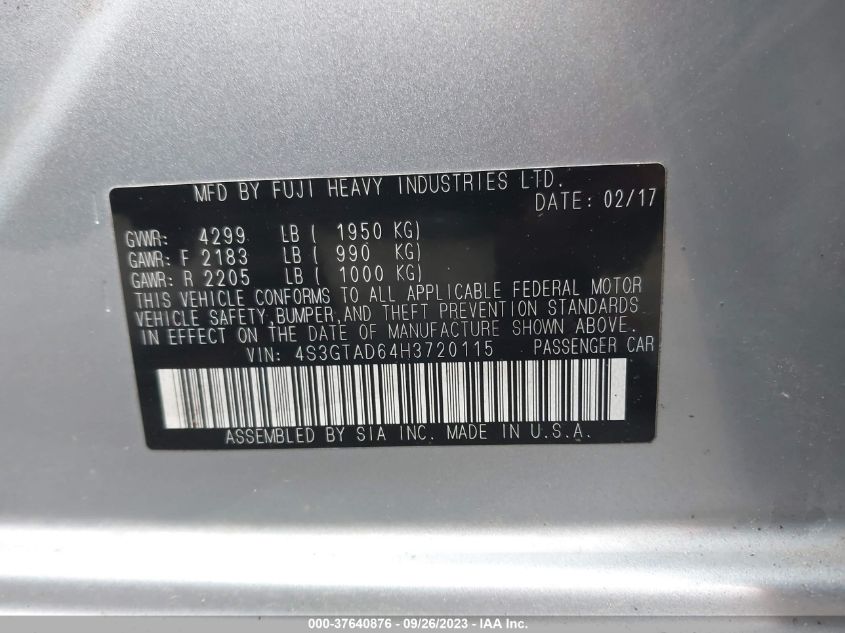 MFD BY FUJI HEAVY INDUSTRIES LTD.
DATE: 02/17
GVWR: 4299 LB ( 1950 KG)
GAWR: F 2183 LB ( 990 KG)
GAWR: R 2205 LB ( 1000 KG)
THIS VEHICLE CONFORMS TO ALL APPLICABLE FEDERAL MOTOR
VEHICLE SAFETY,BUMPER,AND THEFT PREVENTION STANDARDS
IN EFFECT ON THE DATE OF MANUFACTURE SHOWN ABOVE.
VIN: 4S3GTAD64H3720115 PASSENGER CAR
ASSEMBLED BY SIA INC. MADE IN U.S.A.
000-37640876 - 09/26/2023 - IAA Inc.